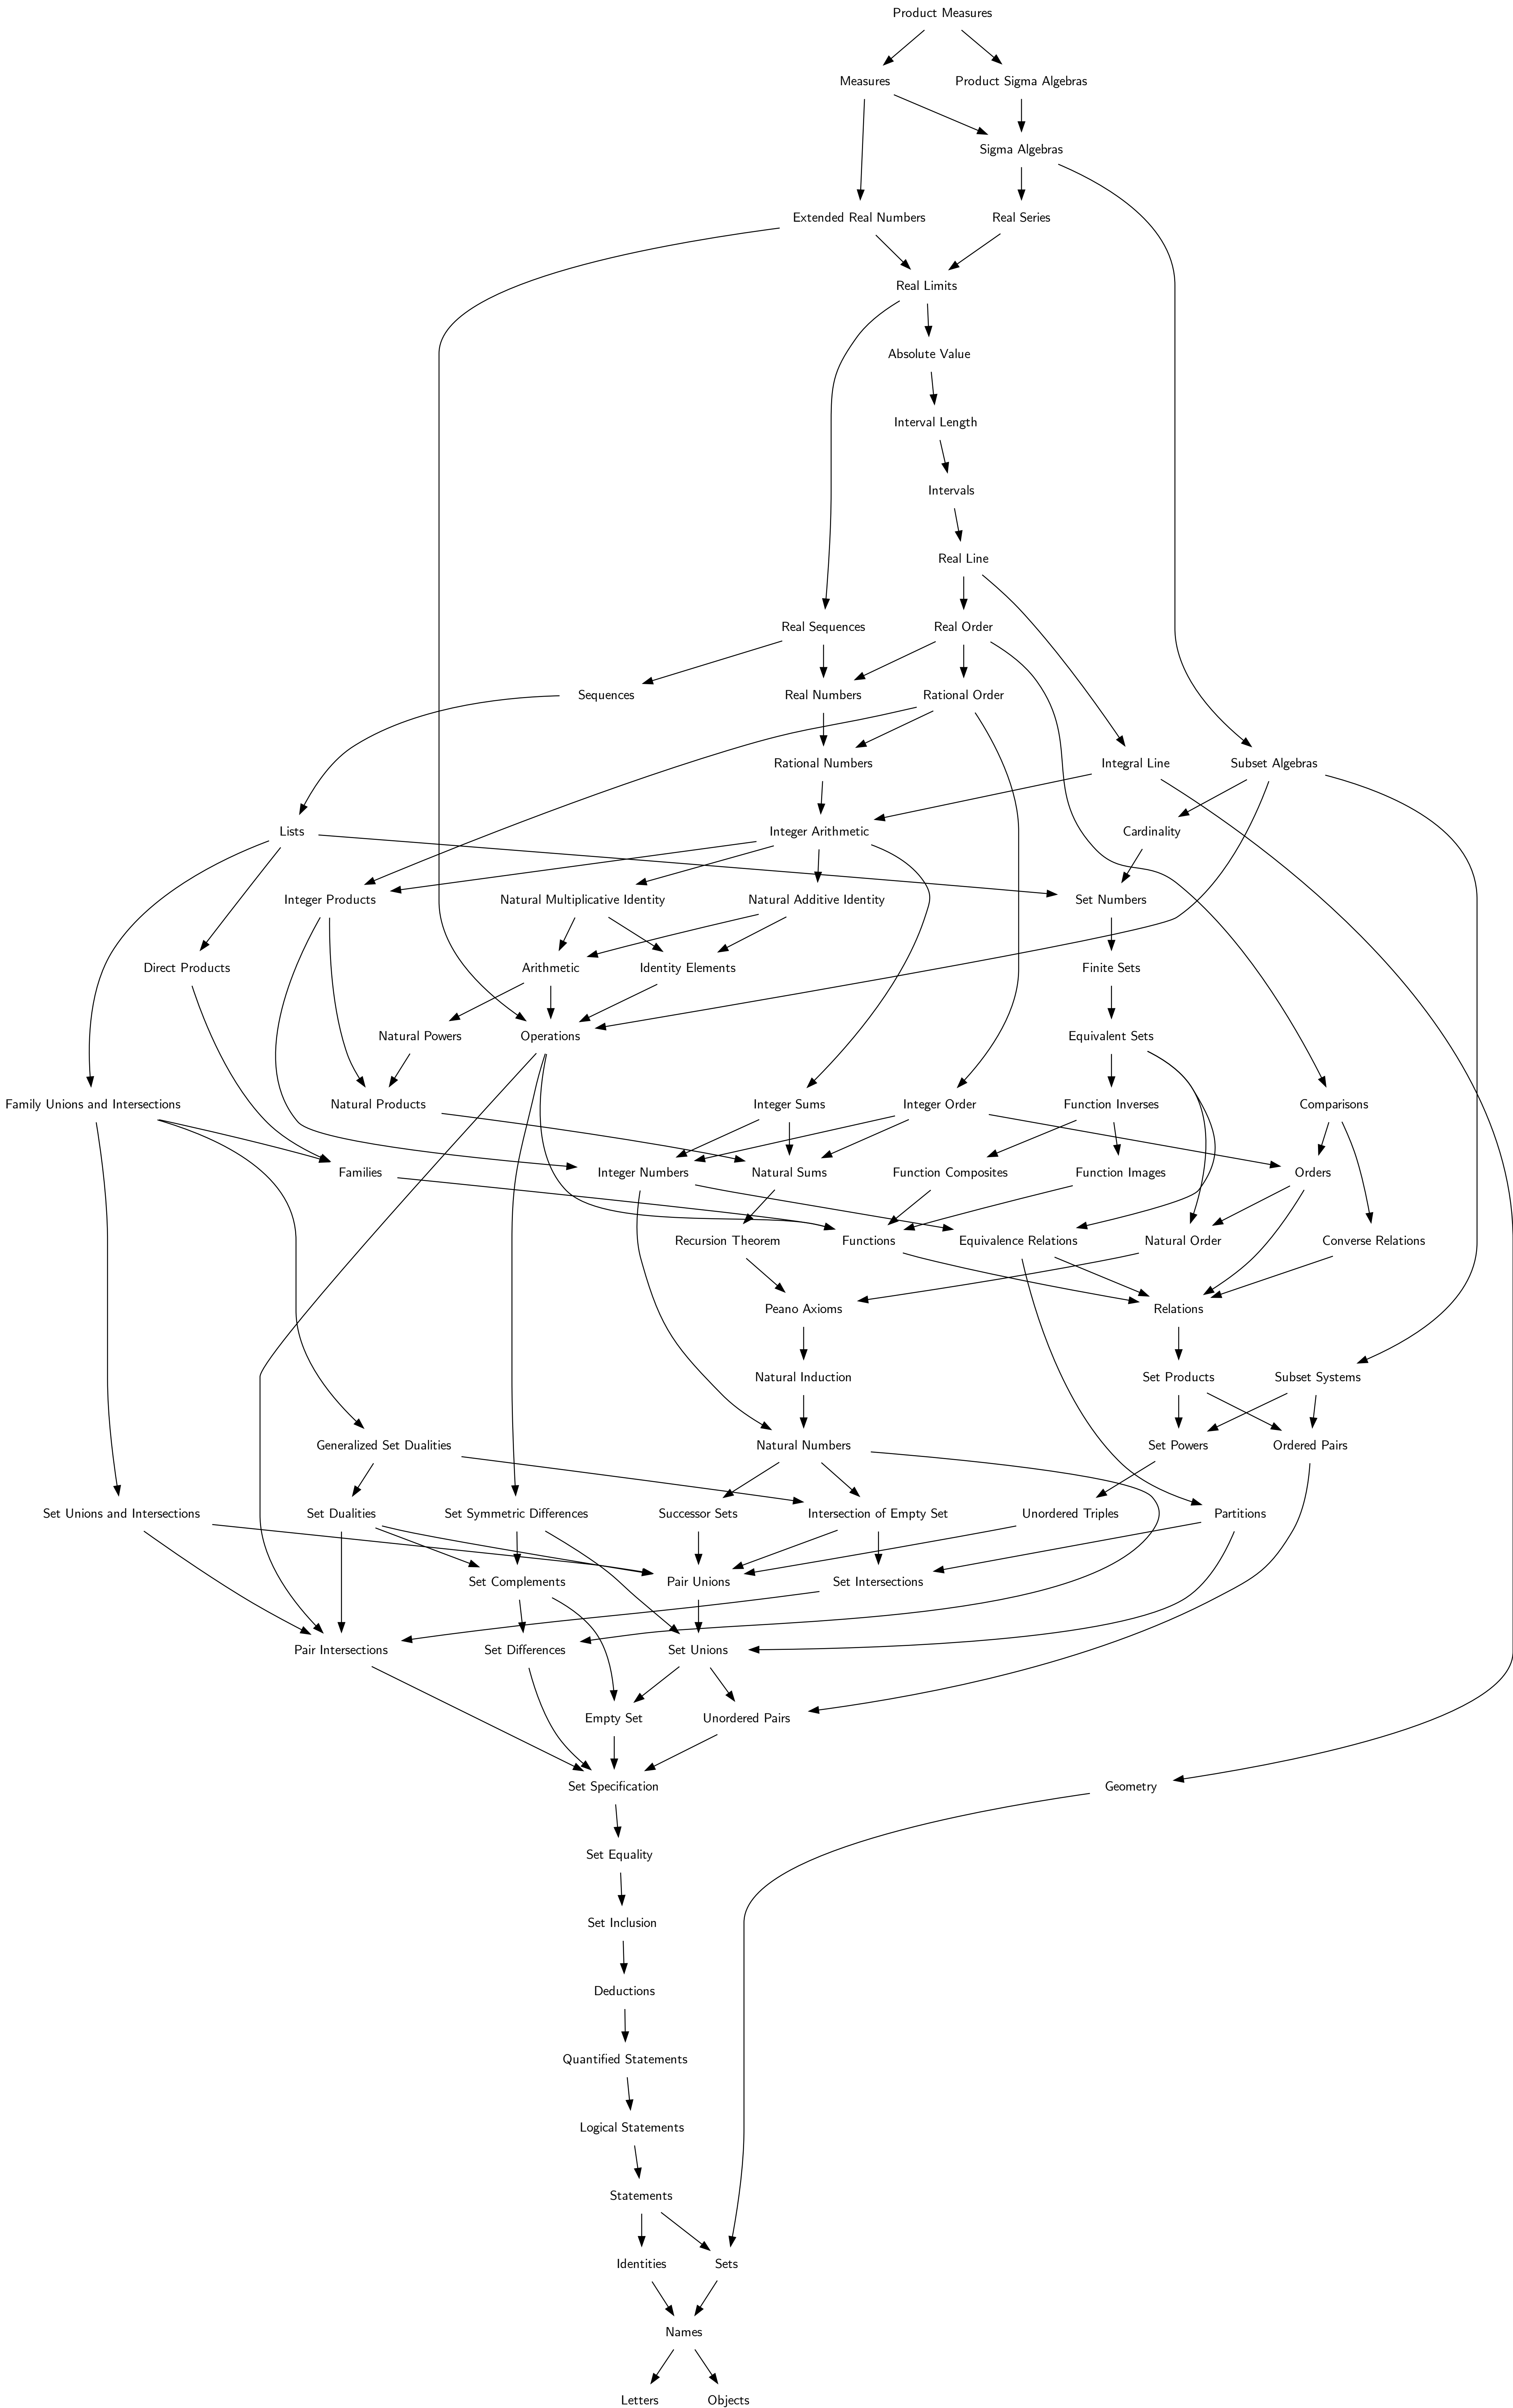 Product Measures
Measures
Product Sigma Algebras
Sigma Algebras
Extended Real Numbers
Real Series
Real Limits
Absolute Value
Interval Length
Intervals
Real Line
Real Sequences
Real Order
Sequences
Real Numbers
Rational Order
Rational Numbers
Integral Line
Subset Algebras
Lists
Integer Arithmetic
Cardinality
Integer Products
Natural Multiplicative Identity
Natural Additive Identity
Set Numbers
Direct Products
Arithmetic
Identity Elements
Finite Sets
Natural Powers
Operations
Equivalent Sets
Family Unions and Intersections
Natural Products
Integer Sums
Integer Order
Function Inverses
Comparisons
Families
Integer Numbers
Natural Sums
Function Composites
Function Images
Orders
Recursion Theorem
Functions
Equivalence Relations
Natural Order
Converse Relations
Peano Axioms
Relations
Natural Induction
Set Products
Subset Systems
Generalized Set Dualities
Natural Numbers
Set Powers
Ordered Pairs
Set Unions and Intersections
Set Dualities
Set Symmetric Differences
Successor Sets
Intersection of Empty Set
Unordered Triples
Partitions
Set Complements
Pair Unions
Set Intersections
Pair Intersections
Set Differences
Set Unions
Empty Set
Unordered Pairs
Set Specification
Geometry
Set Equality
Set Inclusion
Deductions
Quantified Statements
Logical Statements
Statements
Identities
Sets
Names
Letters
Objects